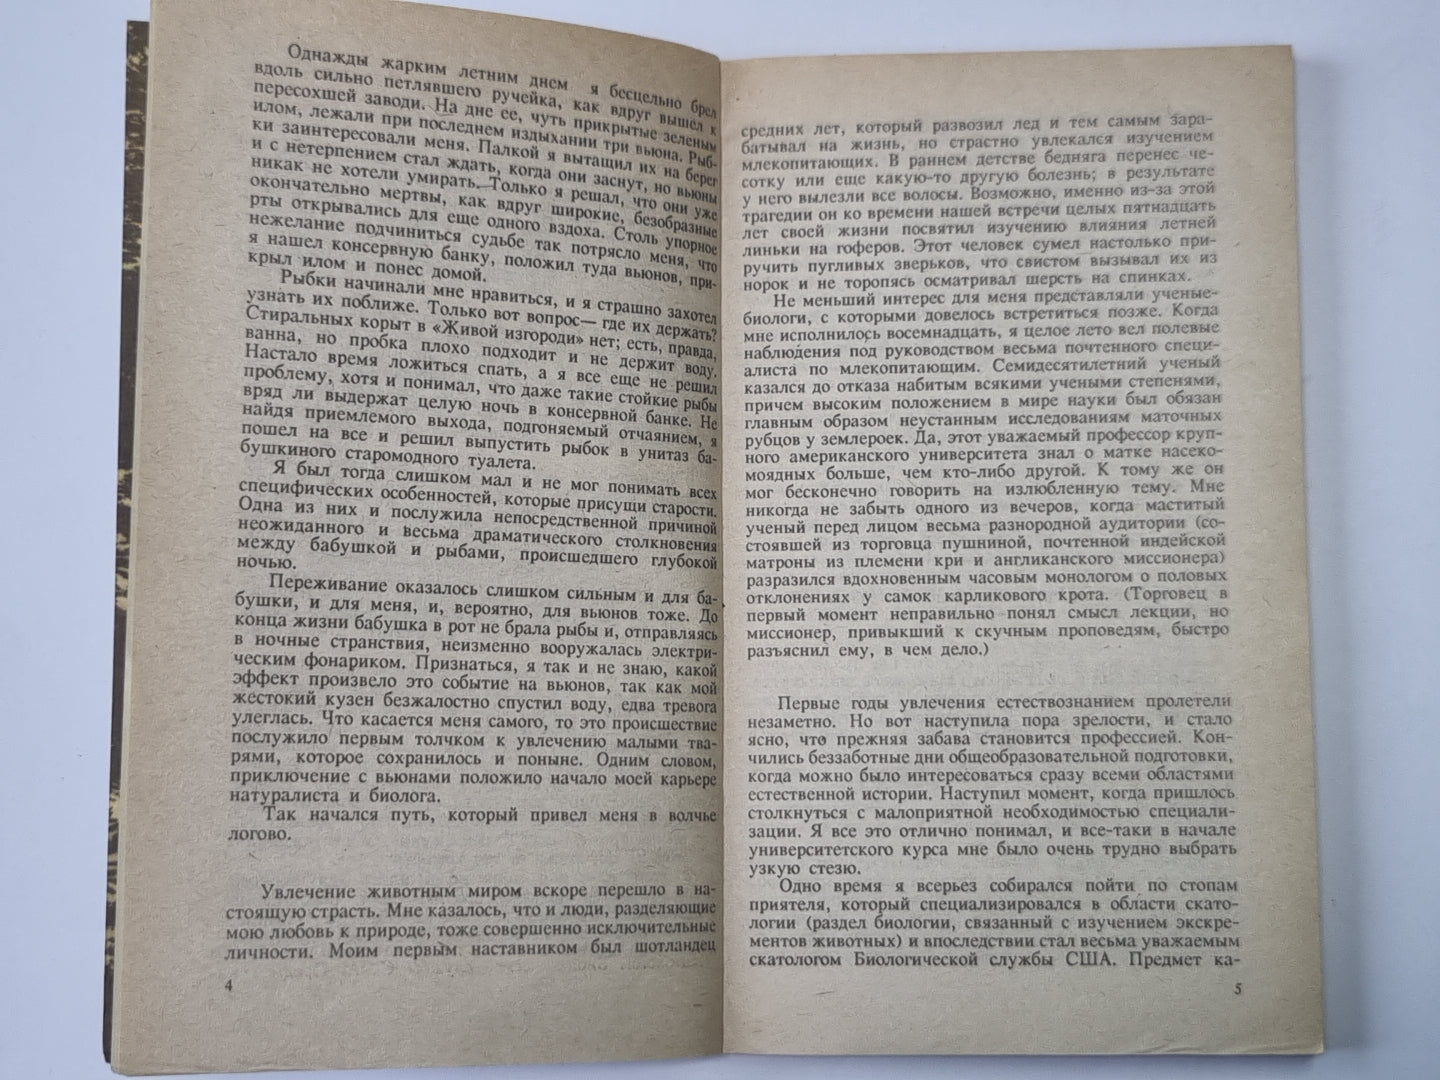 Однажды жарким летним днем я бесцельно брел
вдоль сильно петлявшего ручейка, как вдруг вышел к
пересохшей заводи. На дне ее, чуть прикрытые зеленым
илом, лежали при последнем издыхании три вьюна. Рыб-
ки заинтересовали меня. Палкой я вытащил их на берег
и с нетерпением стал ждать, когда они заснут, но вьюны
никак не хотели умирать. Только я решал, что они уже
окончательно мертвы, как вдруг широкие, безобразные
рты открывались для еще одного вздоха. Столь упорное
нежелание подчиниться судьбе так потрясло меня, что
я нашел консервную банку, положил туда вьюнов, при-
крыл илом и понес домой.
Рыбки начинали мне нравиться, и я страшно захотел
узнать их поближе. Только вот вопрос— где их держать?
Стиральных корыт в «Живой изгороди» нет; есть, правда,
ванна, но пробка плохо подходит и не держит воду.
Настало время ложиться спать, а я все еще не решил
проблему, хотя и понимал, что даже такие стойкие рыбы
вряд ли выдержат целую ночь в консервной банке. Не
найдя приемлемого выхода, подгоняемый отчаянием, я
пошел на все и решил выпустить рыбок в унитаз ба-
бушкиного старомодного туалета.
Я был тогда слишком мал и не мог понимать всех
специфических особенностей, которые присущи старости.
Одна из них и послужила непосредственной причиной
неожиданного и весьма драматического столкновения
между бабушкой и рыбами, происшедшего глубокой
ночью.
Переживание оказалось слишком сильным и для ба-
бушки, и для меня, и, вероятно, для вьюнов тоже. До
конца жизни бабушка в рот не брала рыбы и, отправляясь
в ночные странствия, неизменно вооружалась электри-
ческим фонариком. Признаться, я так и не знаю, какой
эффект произвело это событие на вьюнов, так как мой
жестокий кузен безжалостно спустил воду, едва тревога
улеглась. Что касается меня самого, то это происшествие
послужило первым толчком к увлечению малыми тва-
рями, которое сохранилось и поныне. Одним словом,
приключение с вьюнами положило начало моей карьере
натуралиста и биолога.
Так начался путь, который привел меня в волчье
логово.
Увлечение животным миром вскоре перешло в на-
стоящую страсть. Мне казалось, что и люди, разделяющие
мою любовь к природе, тоже совершенно исключительные
личности. Моим первым наставником был шотландец
4
средних лет, который развозил лед и тем самым зара-
батывал на жизнь, но страстно увлекался изучением
млекопитающих. В раннем детстве бедняга перенес че-
сотку или еще какую-то другую болезнь; в результате
у него вылезли все волосы. Возможно, именно из-за этой
трагедии он ко времени нашей встречи целых пятнадцать
лет своей жизни посвятил изучению влияния летней
линьки на гоферов. Этот человек сумел настолько при-
ручить пугливых зверьков, что свистом вызывал их из
норок и не торопясь осматривал шерсть на спинках.
Не меньший интерес для меня представляли ученые-
биологи, с которыми довелось встретиться позже. Когда
мне исполнилось восемнадцать, я целое лето вел полевые
наблюдения под руководством весьма почтенного специ-
алиста по млекопитающим. Семидесятилетний ученый
казался до отказа набитым всякими учеными степенями,
причем высоким положением в мире науки был обязан
главным образом неустанным исследованиям маточных
рубцов у землероек. Да, этот уважаемый профессор круп-
ного американского университета знал о матке насеко-
моядных больше, чем кто-либо другой. К тому же он
мог бесконечно говорить на излюбленную тему. Мне
никогда не забыть одного из вечеров, когда маститый
ученый перед лицом весьма разнородной аудитории (со-
стоявшей из торговца пушниной, почтенной индейской
матроны из племени кри и англиканского миссионера)
разразился вдохновенным часовым монологом о половых
отклонениях у самок карликового крота. (Торговец в
первый момент неправильно понял смысл лекции, но
миссионер, привыкший к скучным проповедям, быстро
разъяснил ему, в чем дело.)
Первые годы увлечения естествознанием пролетели
незаметно. Но вот наступила пора зрелости, и стало
ясно, что прежняя забава становится профессией. Кон-
чились беззаботные дни общеобразовательной подготовки,
когда можно было интересоваться сразу всеми областями
естественной истории. Наступил момент, когда пришлось
столкнуться с малоприятной необходимостью специали-
зации. Я все это отлично понимал, и все-таки в начале
университетского курса мне было очень трудно выбрать
узкую стезю.
Одно время я всерьез собирался пойти по стопам
приятеля, который специализировался в области скато-
логии (раздел биологии, связанный с изучением экскре-
ментов животных) и впоследствии стал весьма уважаемым
скатологом Биологической службы США. Предмет ка-
5